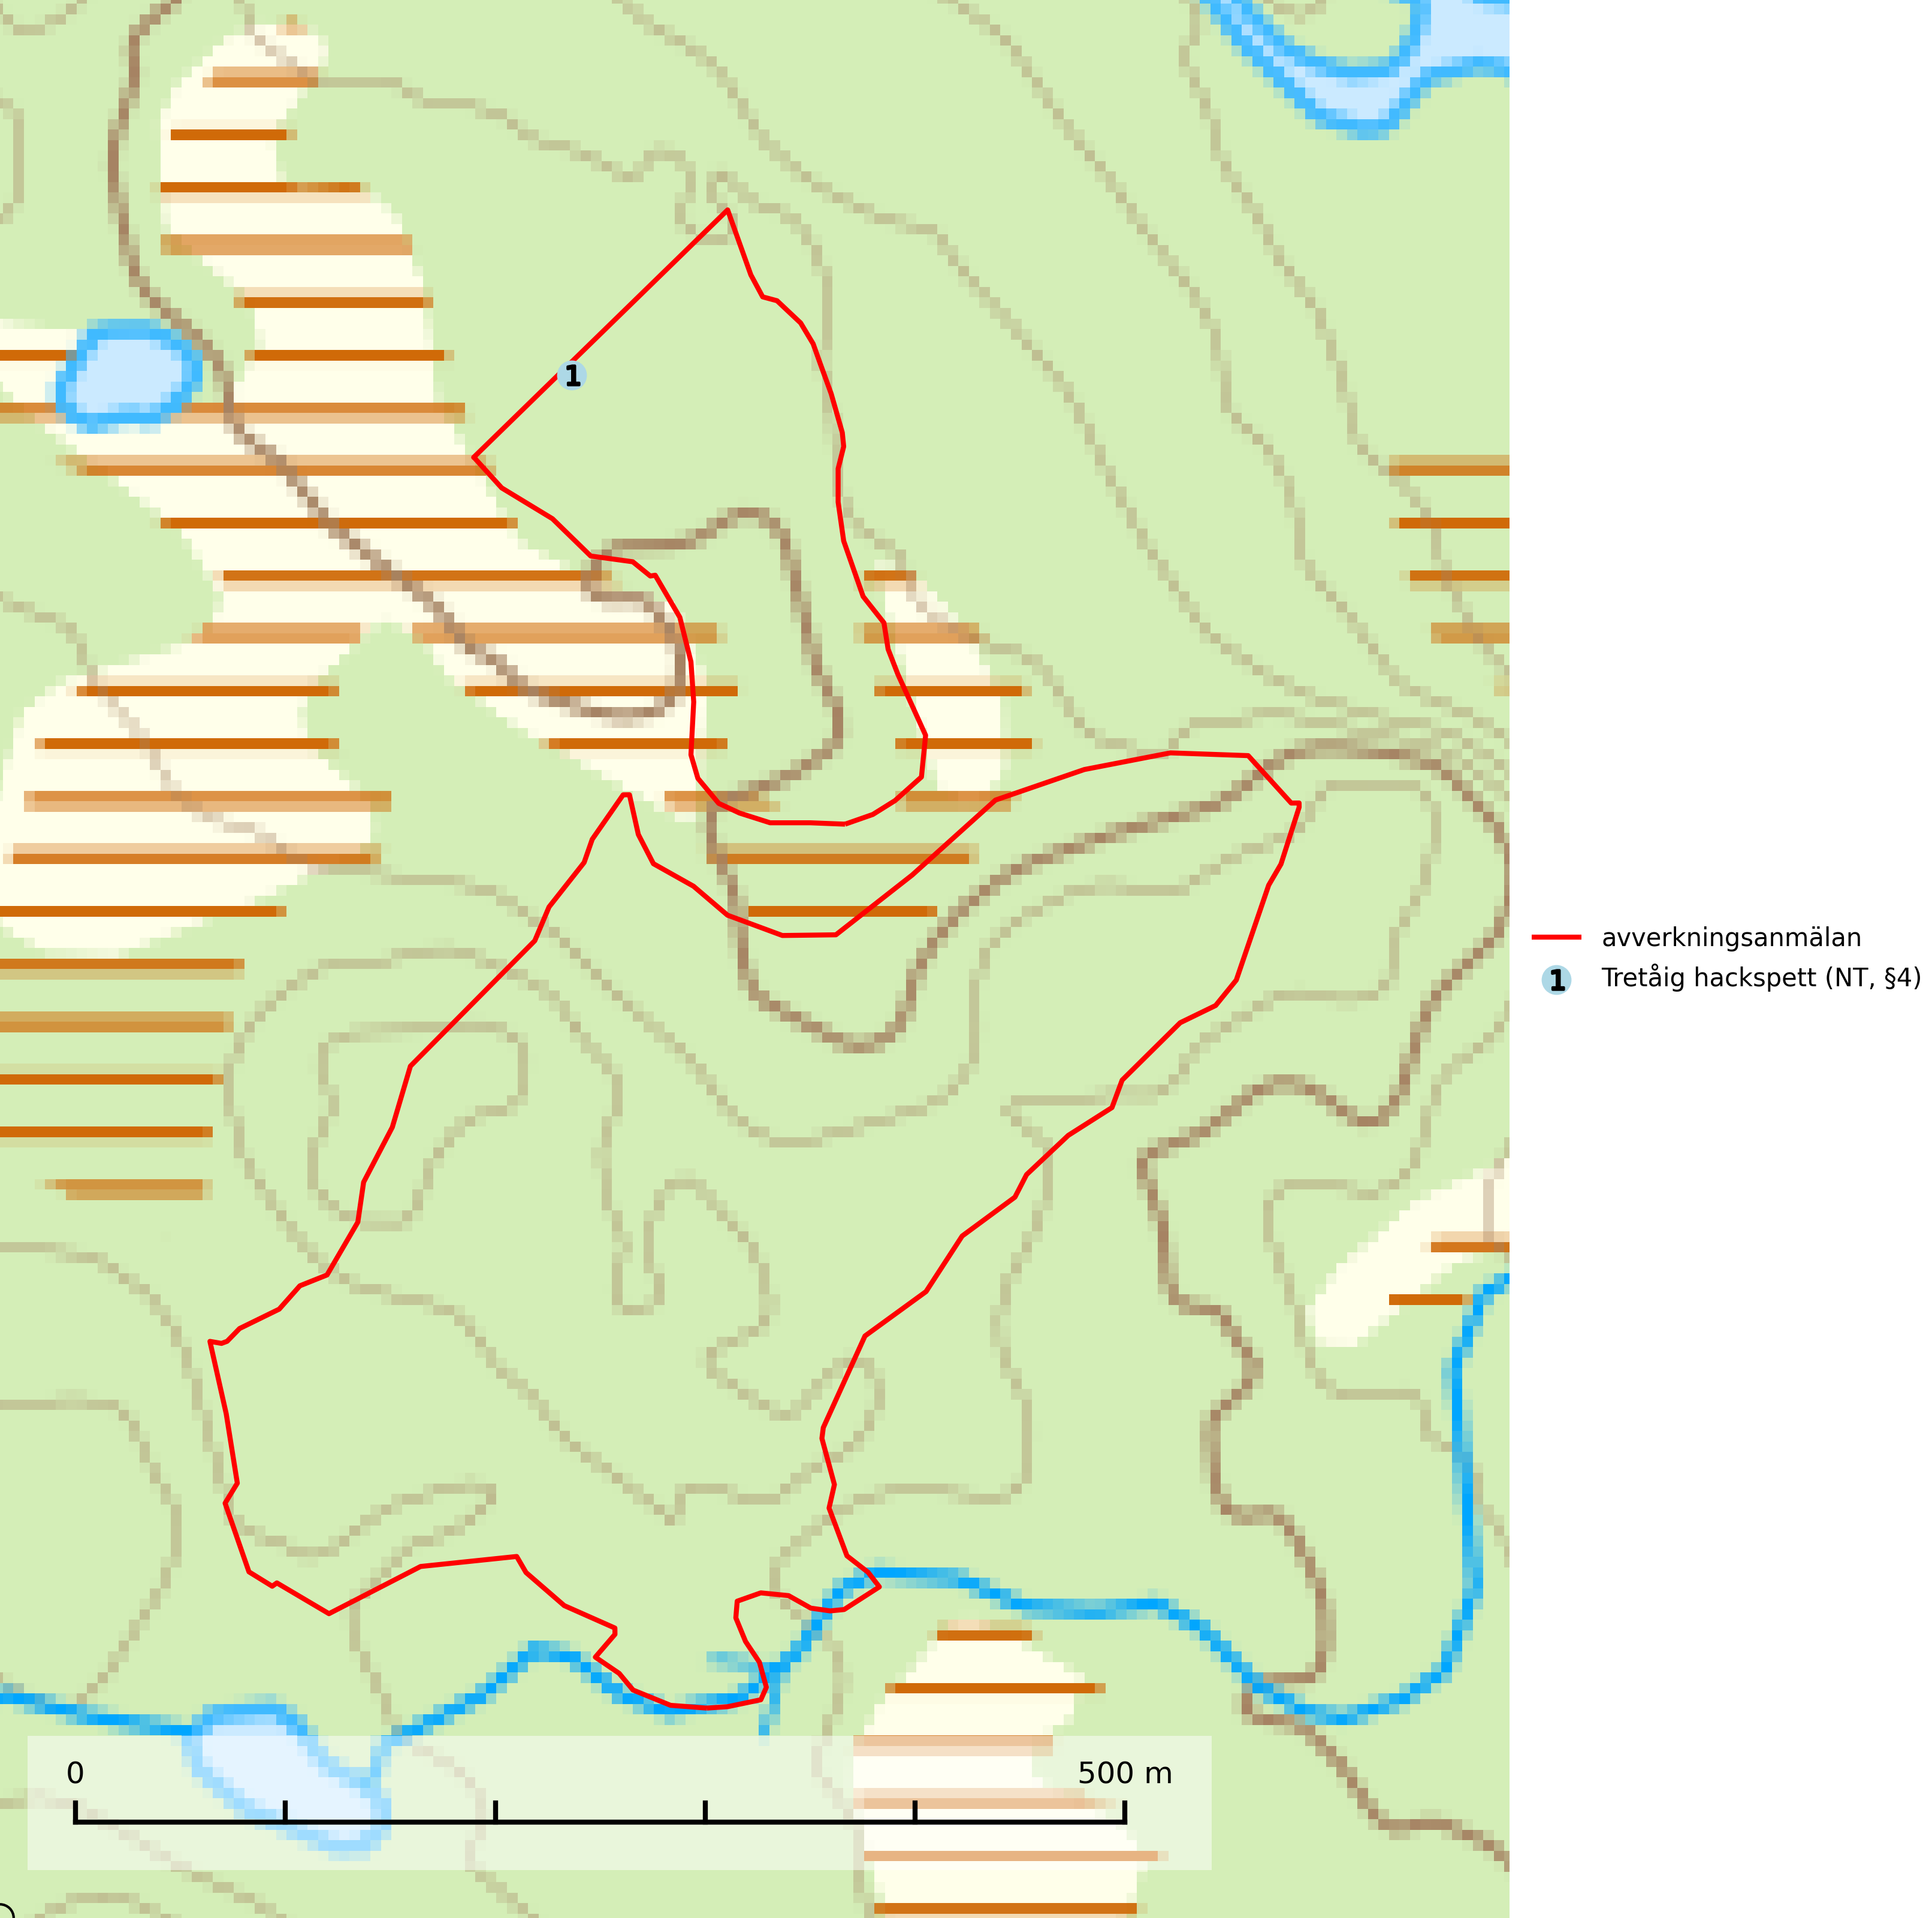 1
avverkningsanmälan
1 Tretåig hackspett (NT, §4)
0 500 m